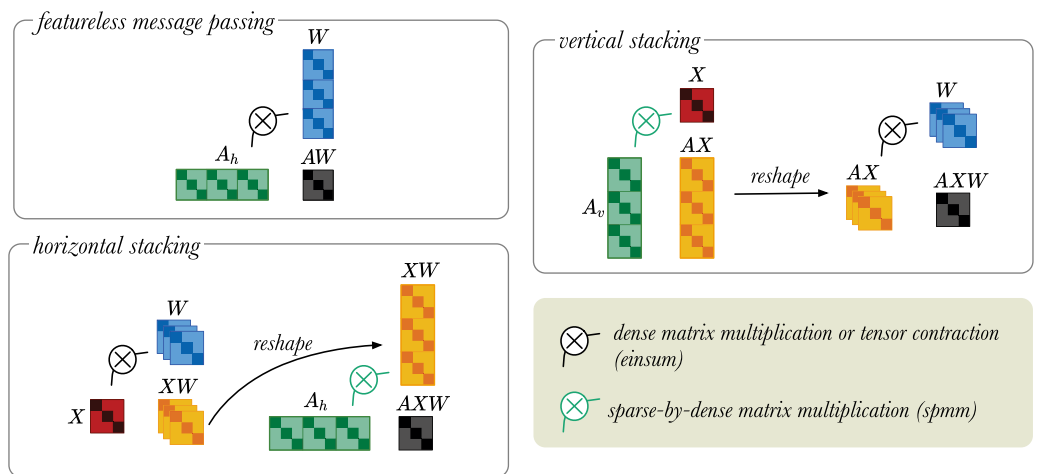 featureless message passing
W
A_h
AW
vertical stacking
X
W
AX
A_v
reshape
AX
AXW
horizontal stacking
XW
W
reshape
XW
X
A_h
AXW
dense matrix multiplication or tensor contraction
(einsum)
sparse-by-dense matrix multiplication (spmm)